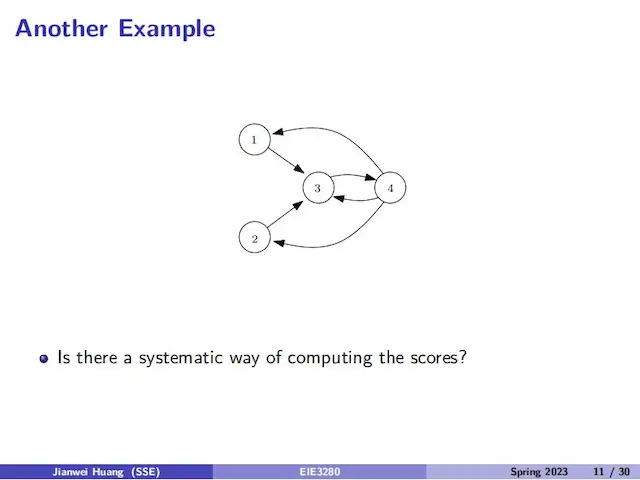 Another Example
1
3
4
2
Is there a systematic way of computing the scores?
Jianwei Huang (SSE) EIE3280 Spring 2023 11 / 30